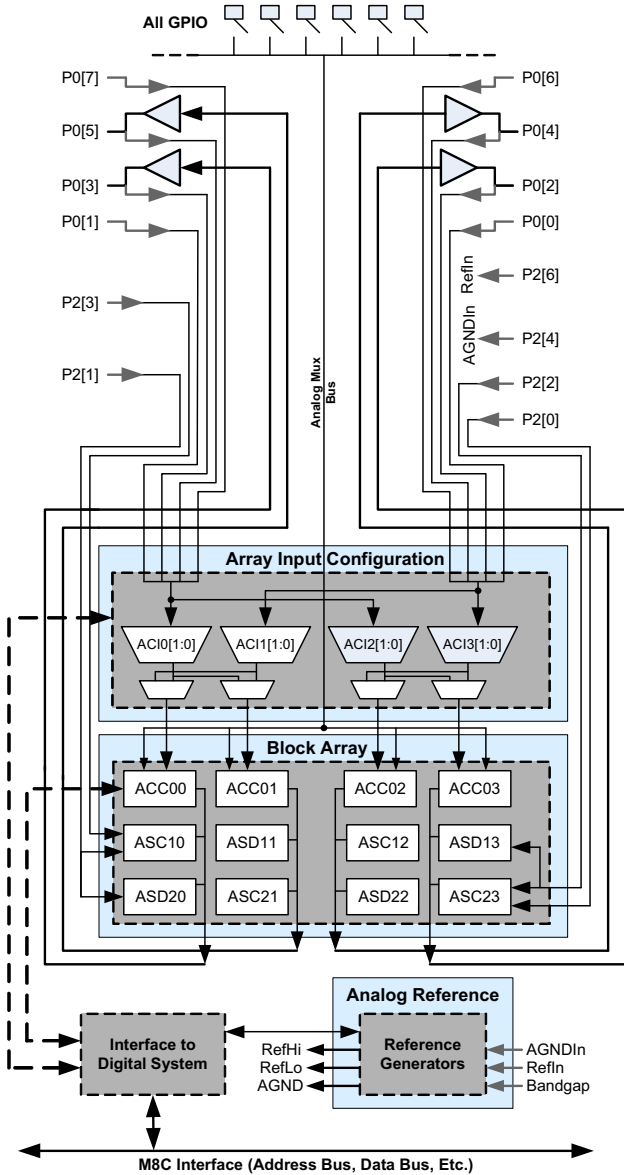 All GPIO
P0[7]
P0[6]
P0[5]
P0[4]
P0[3]
P0[2]
P0[1]
P0[0]
RefIn
P2[6]
P2[3]
AGNDIn
P2[4]
P2[1]
P2[2]
P2[0]
Analog Mux
Bus
Array Input Configuration
ACI0[1:0]
ACI1[1:0]
ACI2[1:0]
ACI3[1:0]
Block Array
ACC00
ACC01
ACC02
ACC03
ASC10
ASD11
ASC12
ASD13
ASD20
ASC21
ASD22
ASC23
Analog Reference
Interface to
Digital System
RefHi
RefLo
AGND
Reference
Generators
AGNDIn
RefIn
Bandgap
M8C Interface (Address Bus, Data Bus, Etc.)